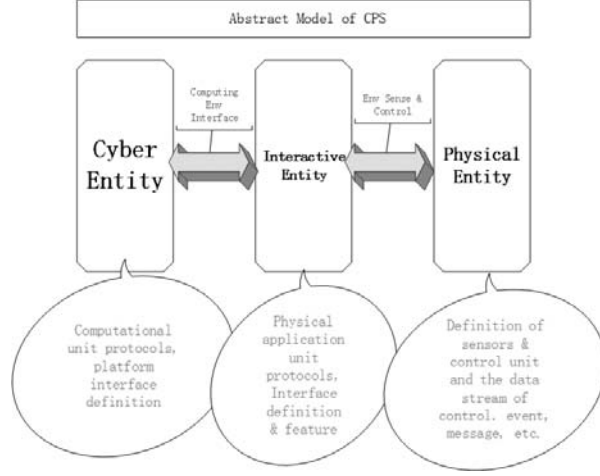 Abstract Model of CPS
Computing
Env
Interface
Env Sense &
Control
Cyber
Entity
Interactive
Entity
Physical
Entity
Computational
unit protocols,
platform
interface
definition
Physical
application
unit
protocols,
Interface
definition
& feature
Definition of
sensors &
control unit
and the data
stream of
control. event,
message, etc.